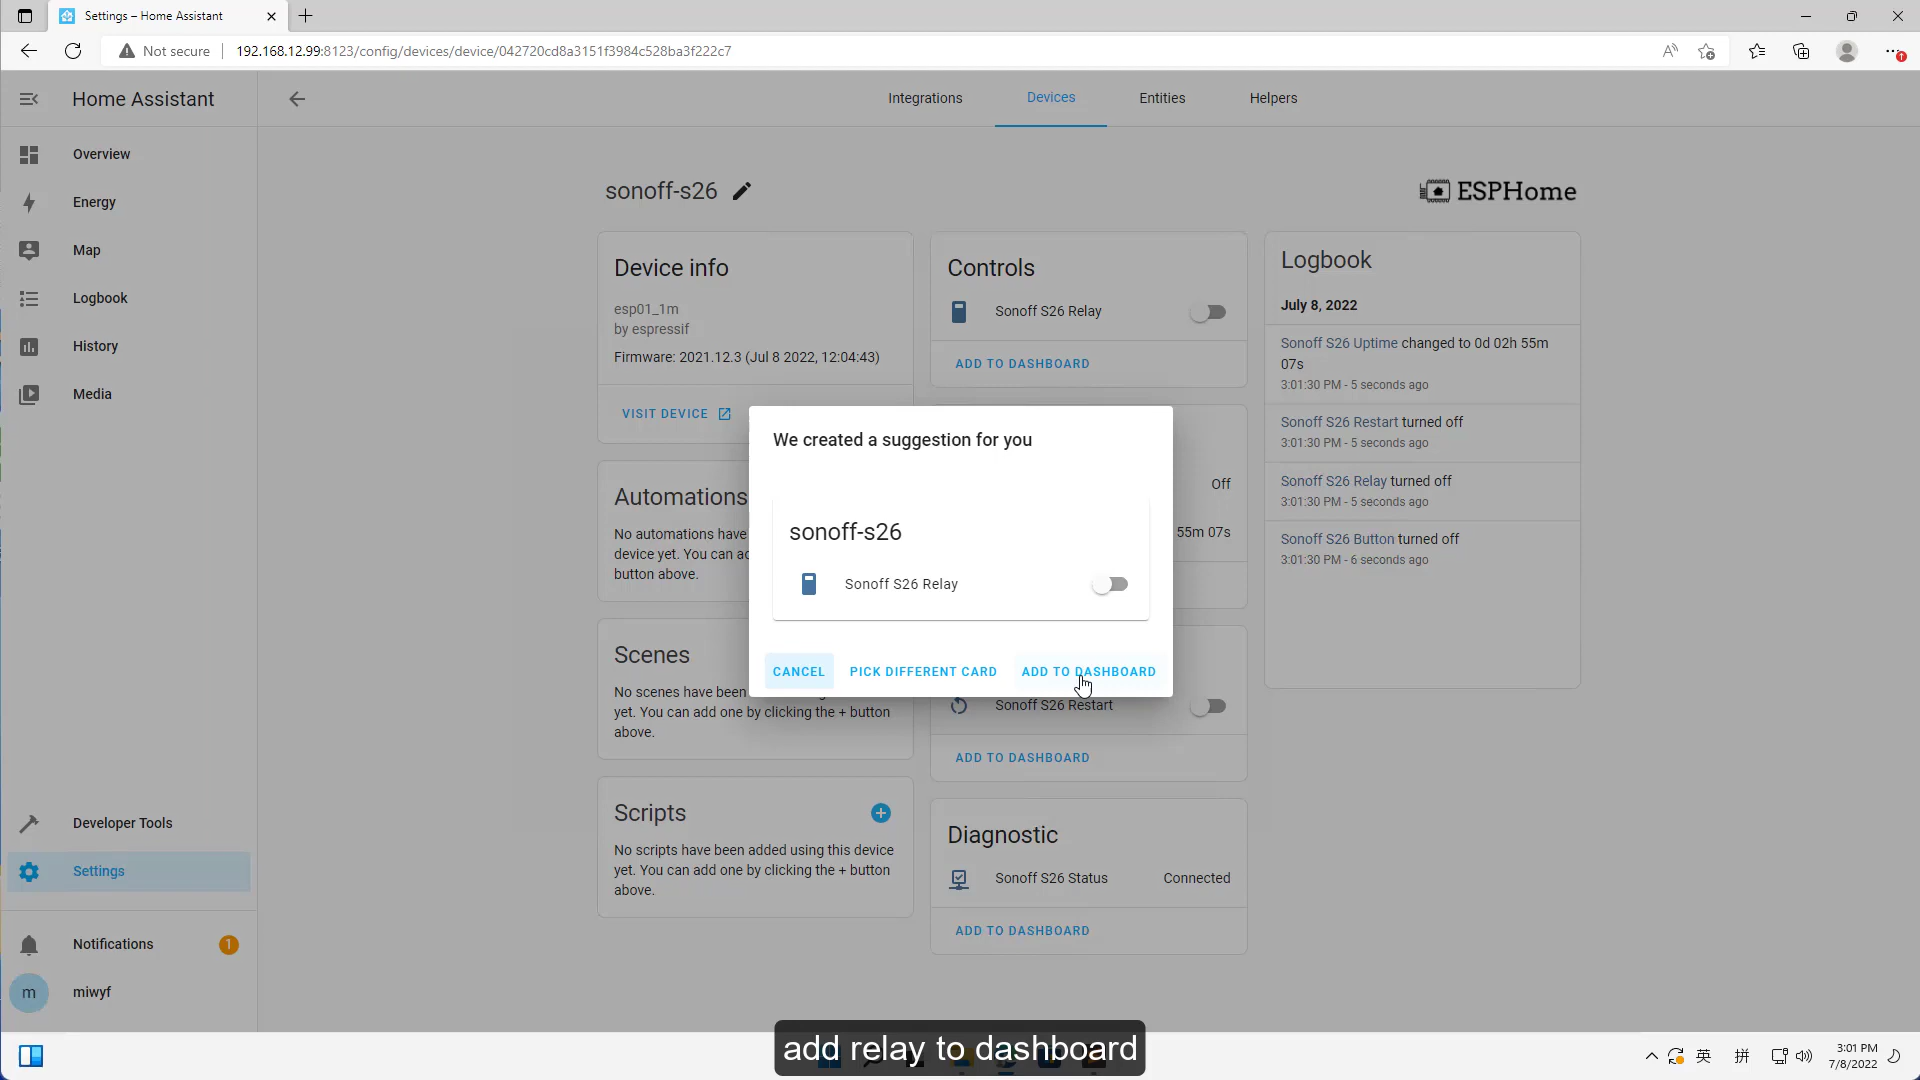 Settings – Home Assistant
Not secure
192.168.12.99:8123/config/devices/device/042720cd8a3151f3984c528ba3f222c7
Home Assistant
Integrations
Devices
Entities
Helpers
Overview
Energy
Map
Logbook
History
Media
Developer Tools
Settings
Notifications
1
m
miwyf
sonoff-s26
ESPHome
Device info
esp01_1m
by espressif
Firmware: 2021.12.3 (Jul 8 2022, 12:04:43)
VISIT DEVICE
Automations
No automations have
device yet. You can ad
button above.
Scenes
No scenes have been
yet. You can add one by clicking the + button
above.
Scripts
No scripts have been added using this device
yet. You can add one by clicking the + button
above.
Controls
Sonoff S26 Relay
ADD TO DASHBOARD
Off
55m 07s
We created a suggestion for you
sonoff-s26
Sonoff S26 Relay
CANCEL
PICK DIFFERENT CARD
ADD TO DASHBOARD
Sonoff S26 Restart
ADD TO DASHBOARD
Diagnostic
Sonoff S26 Status
Connected
ADD TO DASHBOARD
Logbook
July 8, 2022
Sonoff S26 Uptime changed to 0d 02h 55m
07s
3:01:30 PM - 5 seconds ago
Sonoff S26 Restart turned off
3:01:30 PM - 5 seconds ago
Sonoff S26 Relay turned off
3:01:30 PM - 5 seconds ago
Sonoff S26 Button turned off
3:01:30 PM - 6 seconds ago
add relay to dashboard
英
拼
3:01 PM
7/8/2022